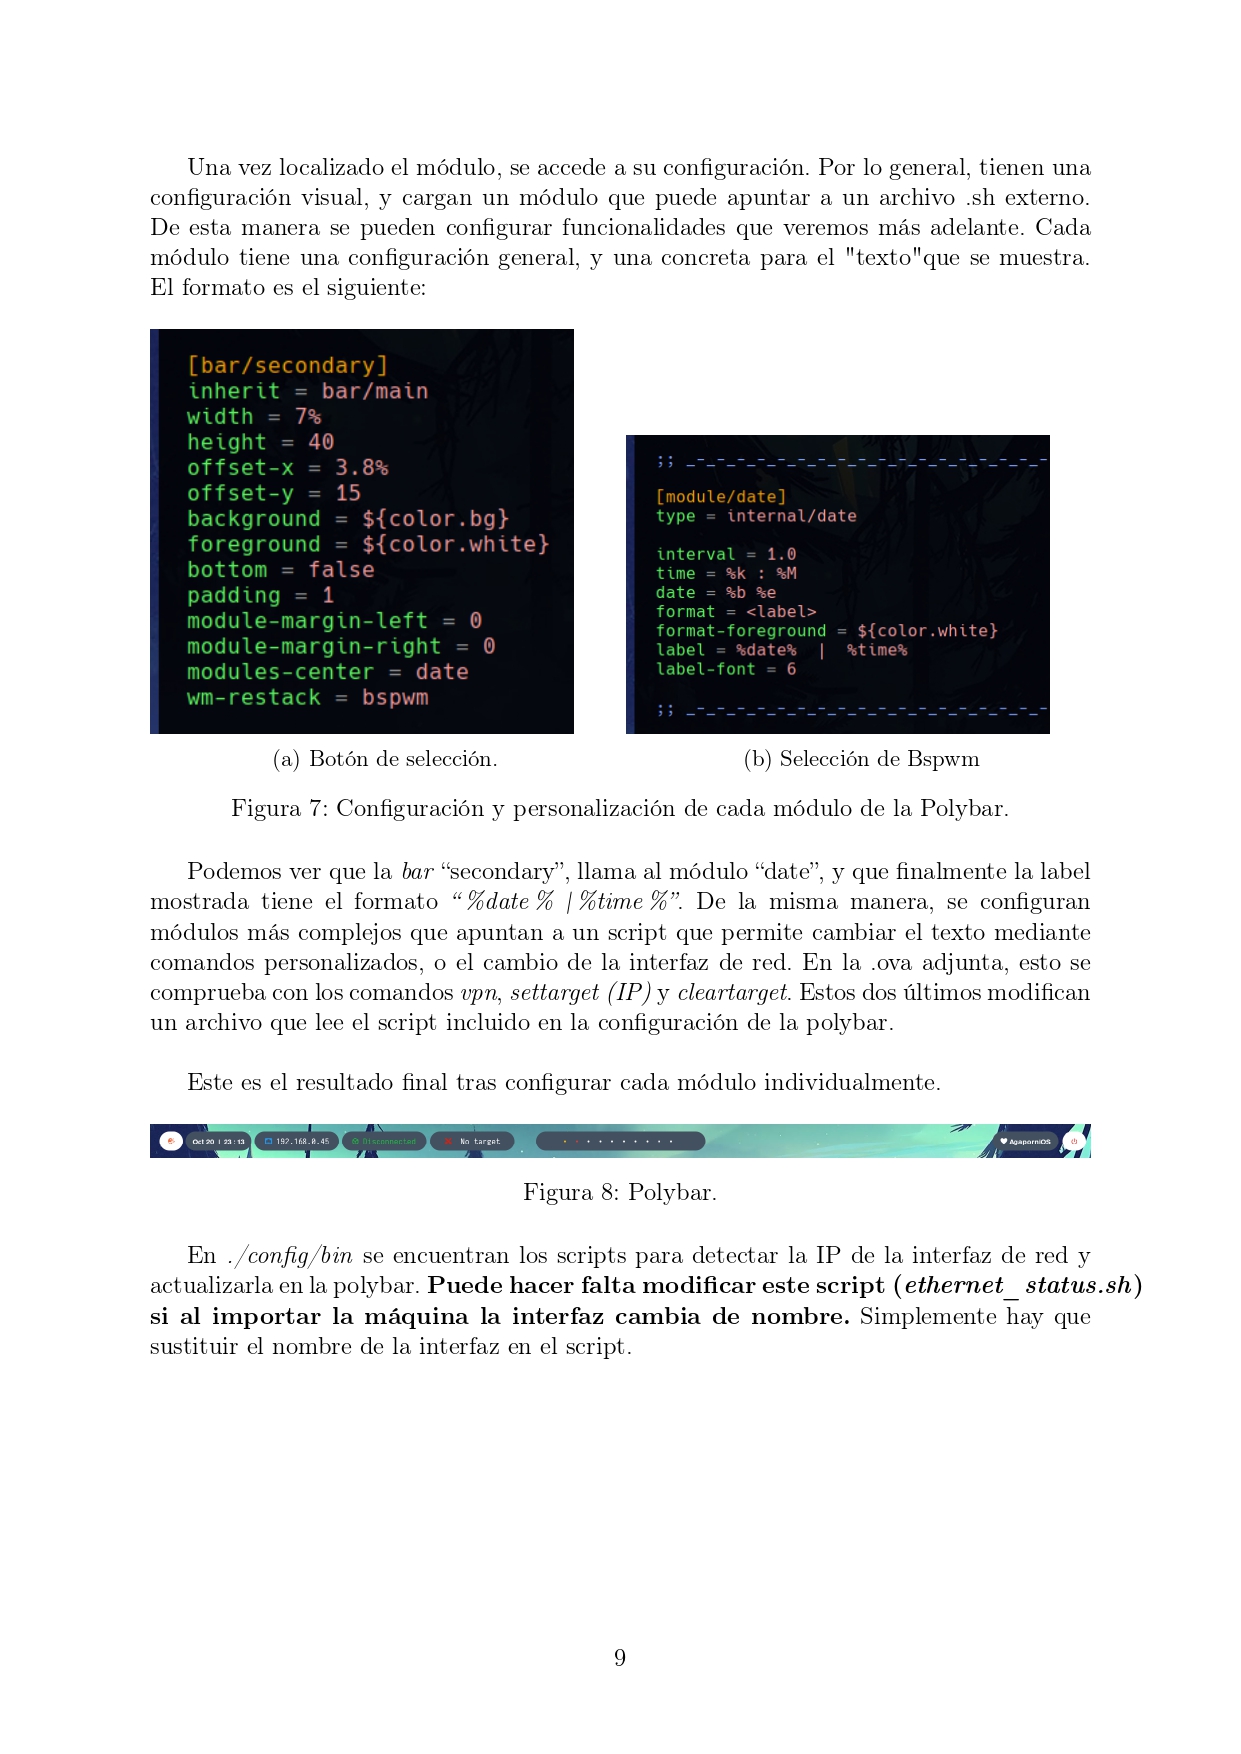 Una vez localizado el módulo, se accede a su configuración. Por lo general, tienen una
configuración visual, y cargan un módulo que puede apuntar a un archivo .sh externo.
De esta manera se pueden configurar funcionalidades que veremos más adelante. Cada
módulo tiene una configuración general, y una concreta para el "texto"que se muestra.
El formato es el siguiente:
[bar/secondary]
inherit = bar/main
width = 7%
height = 40
offset-x = 3.8%
offset-y = 15
background = ${color.bg}
foreground = ${color.white}
bottom = false
padding = 1
module-margin-left = 0
module-margin-right = 0
modules-center = date
wm-restack = bspwm
;; _-_-_-_-_-_-_-_-_-_-_-_-_-_-_-_-_-_-
[module/date]
type = internal/date
interval = 1.0
time = %k : %M
date = %b %e
format = <label>
format-foreground = ${color.white}
label = %date%  |  %time%
label-font = 6
;; _-_-_-_-_-_-_-_-_-_-_-_-_-_-_-_-_-_-
(a) Botón de selección.
(b) Selección de Bspwm
Figura 7: Configuración y personalización de cada módulo de la Polybar.
Podemos ver que la bar “secondary”, llama al módulo “date”, y que finalmente la label
mostrada tiene el formato “%date % | %time %”. De la misma manera, se configuran
módulos más complejos que apuntan a un script que permite cambiar el texto mediante
comandos personalizados, o el cambio de la interfaz de red. En la .ova adjunta, esto se
comprueba con los comandos vpn, settarget (IP) y cleartarget. Estos dos últimos modifican
un archivo que lee el script incluido en la configuración de la polybar.
Este es el resultado final tras configurar cada módulo individualmente.
Oct 20 | 23 : 13 192.168.0.45 Disconnected No target AgaporniOS
Figura 8: Polybar.
En ./config/bin se encuentran los scripts para detectar la IP de la interfaz de red y
actualizarla en la polybar. Puede hacer falta modificar este script (ethernet_status.sh)
si al importar la máquina la interfaz cambia de nombre. Simplemente hay que
sustituir el nombre de la interfaz en el script.
9